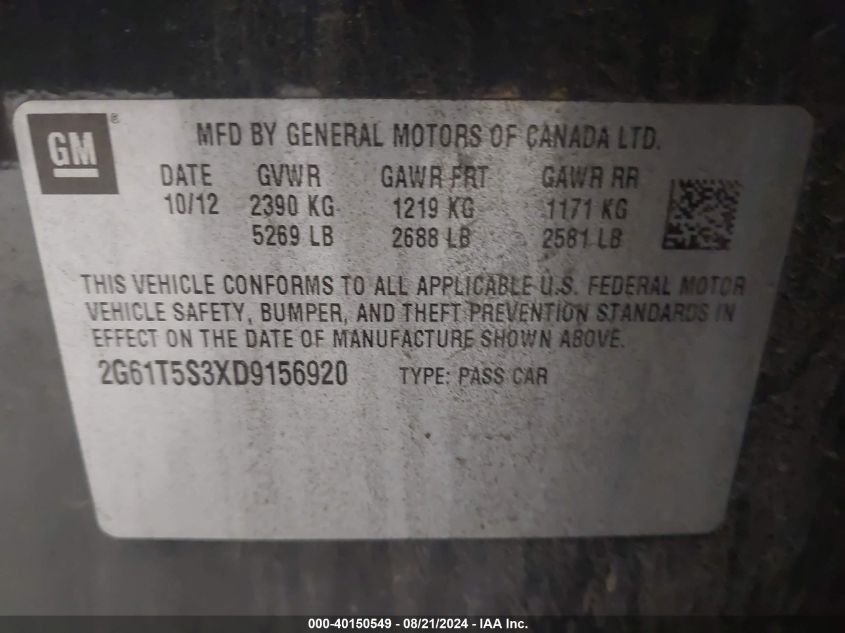 GM®
MFD BY GENERAL MOTORS OF CANADA LTD.
DATE GVWR GAWR FRT GAWR RR
10/12 2390 KG 1219 KG 1171 KG
5269 LB 2688 LB 2581 LB
THIS VEHICLE CONFORMS TO ALL APPLICABLE U.S. FEDERAL MOTOR
VEHICLE SAFETY, BUMPER, AND THEFT PREVENTION STANDARDS IN
EFFECT ON THE DATE OF MANUFACTURE SHOWN ABOVE.
2G61T5S3XD9156920 TYPE: PASS CAR
000-40150549 - 08/21/2024 - IAA Inc.